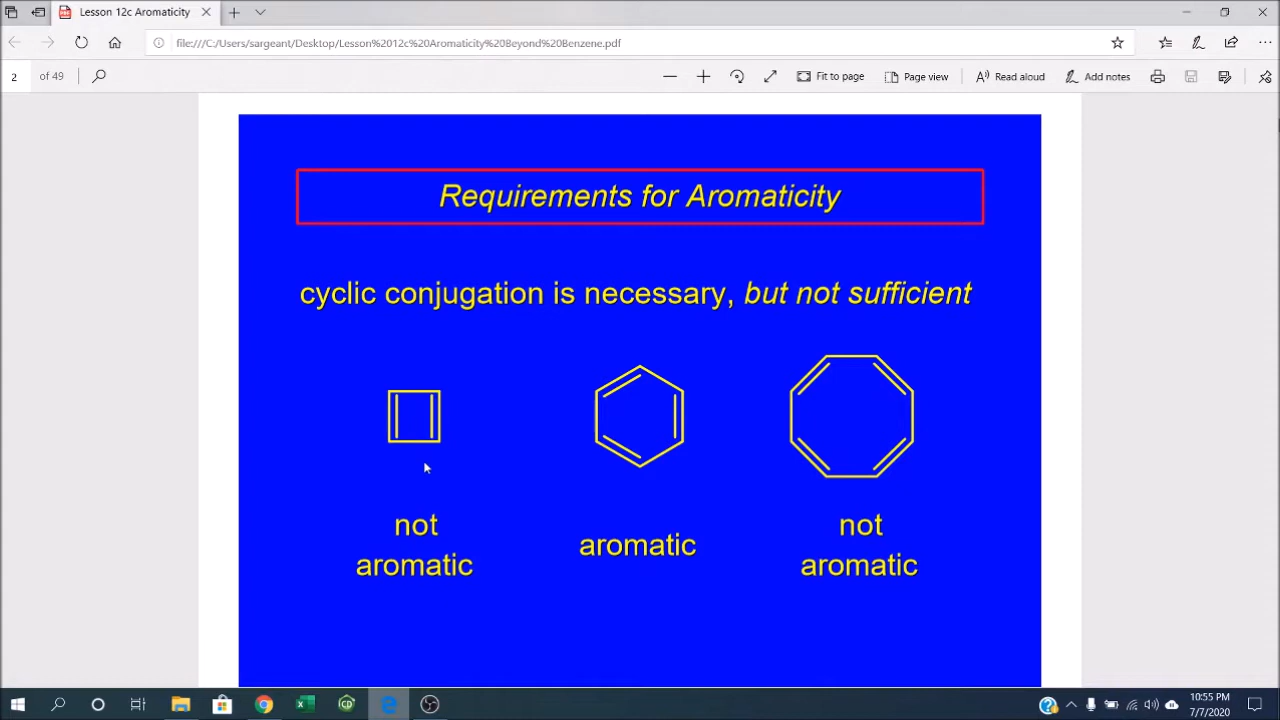 Lesson 12c Aromaticity
file:///C:/Users/sargeant/Desktop/Lesson%2012c%20Aromaticity%20Beyond%20Benzene.pdf
2 of 49
Fit to page
Page view
Read aloud
Add notes
Requirements for Aromaticity
cyclic conjugation is necessary, but not sufficient
not
aromatic
aromatic
not
aromatic
10:55 PM
7/7/2020